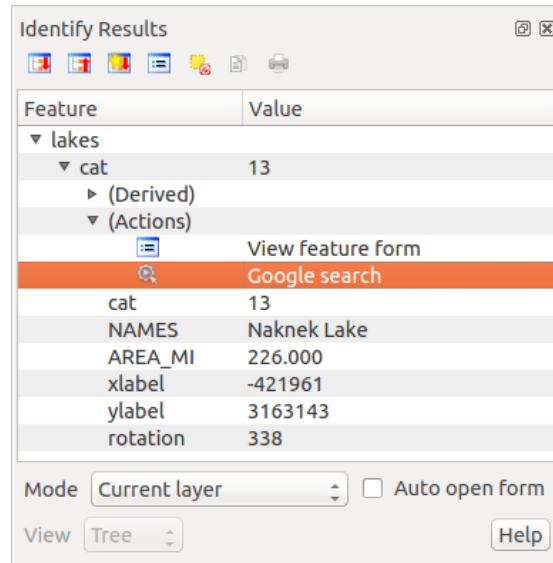 Identify Results
Feature Value
lakes
cat 13
(Derived)
(Actions)
View feature form
Google search
cat 13
NAMES Naknek Lake
AREA_MI 226.000
xlabel -421961
ylabel 3163143
rotation 338
Mode Current layer Auto open form
View Tree Help